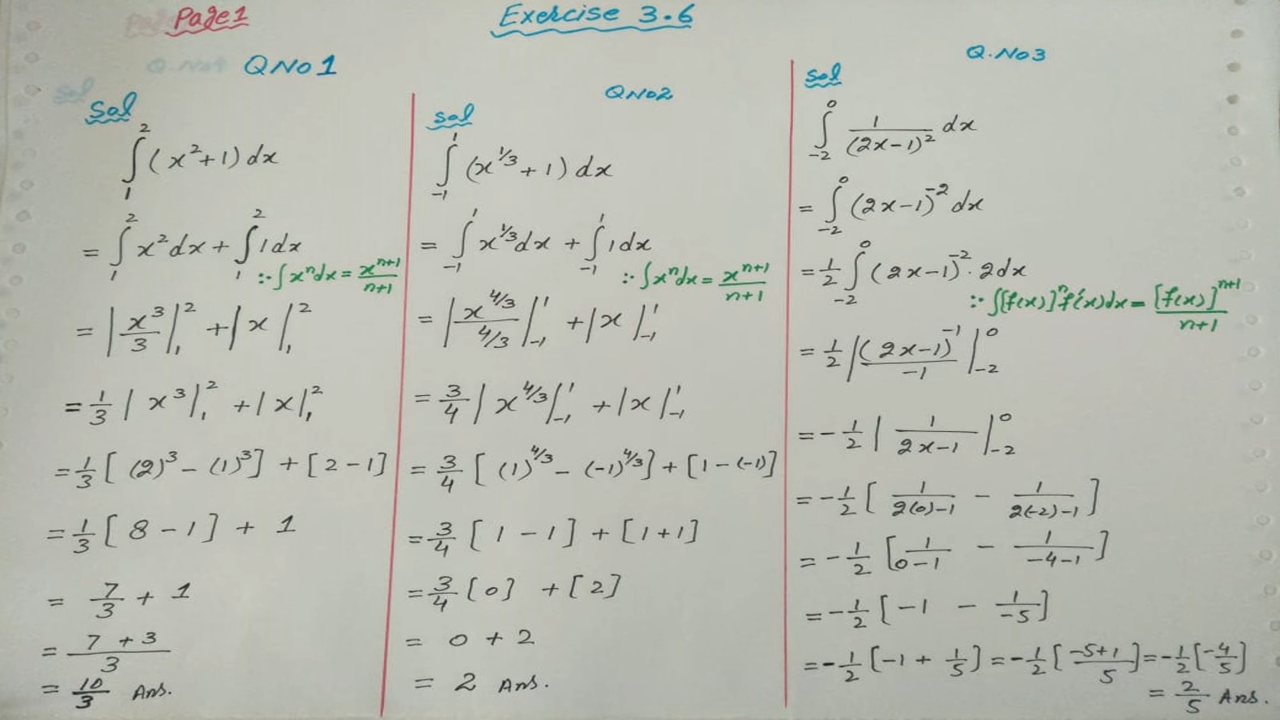 Page 1
Exercise 3.6
Q No 1
Sol
∫₁² (x² + 1) dx
= ∫₁² x² dx + ∫₁² 1 dx
∵ ∫xⁿ dx = xⁿ⁺¹/n+1
= |x³/3|₁² + |x|₁²
= 1/3 |x³|₁² + |x|₁²
= 1/3 [(2)³ - (1)³] + [2 - 1]
= 1/3 [8 - 1] + 1
= 7/3 + 1
= 7 + 3/3
= 10/3 Ans.
Q No 2
Sol
∫₋₁¹ (x^1/3 + 1) dx
= ∫₋₁¹ x^1/3 dx + ∫₋₁¹ 1 dx
∵ ∫xⁿ dx = xⁿ⁺¹/n+1
= |x^4/3 / 4/3|₋₁¹ + |x|₋₁¹
= 3/4 |x^4/3|₋₁¹ + |x|₋₁¹
= 3/4 [(1)^4/3 - (-1)^4/3] + [1 - (-1)]
= 3/4 [1 - 1] + [1 + 1]
= 3/4 [0] + [2]
= 0 + 2
= 2 Ans.
Q. No 3
Sol
∫₋₂⁰ 1/(2x-1)² dx
= ∫₋₂⁰ (2x-1)⁻² dx
= 1/2 ∫₋₂⁰ (2x-1)⁻² · 2 dx
∵ ∫[f(x)]ⁿ f'(x) dx = [f(x)]ⁿ⁺¹/n+1
= 1/2 |(2x-1)⁻¹/-1|₋₂⁰
= -1/2 |1/2x-1|₋₂⁰
= -1/2 [1/2(0)-1 - 1/2(-2)-1]
= -1/2 [1/0-1 - 1/-4-1]
= -1/2 [-1 - 1/-5]
= -1/2 [-1 + 1/5] = -1/2 [-5+1/5] = -1/2 [-4/5]
= 2/5 Ans.